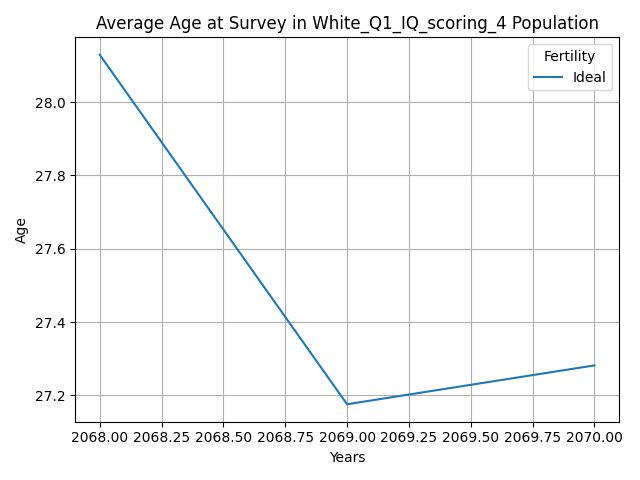 Average Age at Survey in White_Q1_IQ_scoring_4 Population
Fertility
Ideal
Age
28.0
27.8
27.6
27.4
27.2
2068.00 2068.25 2068.50 2068.75 2069.00 2069.25 2069.50 2069.75 2070.00
Years